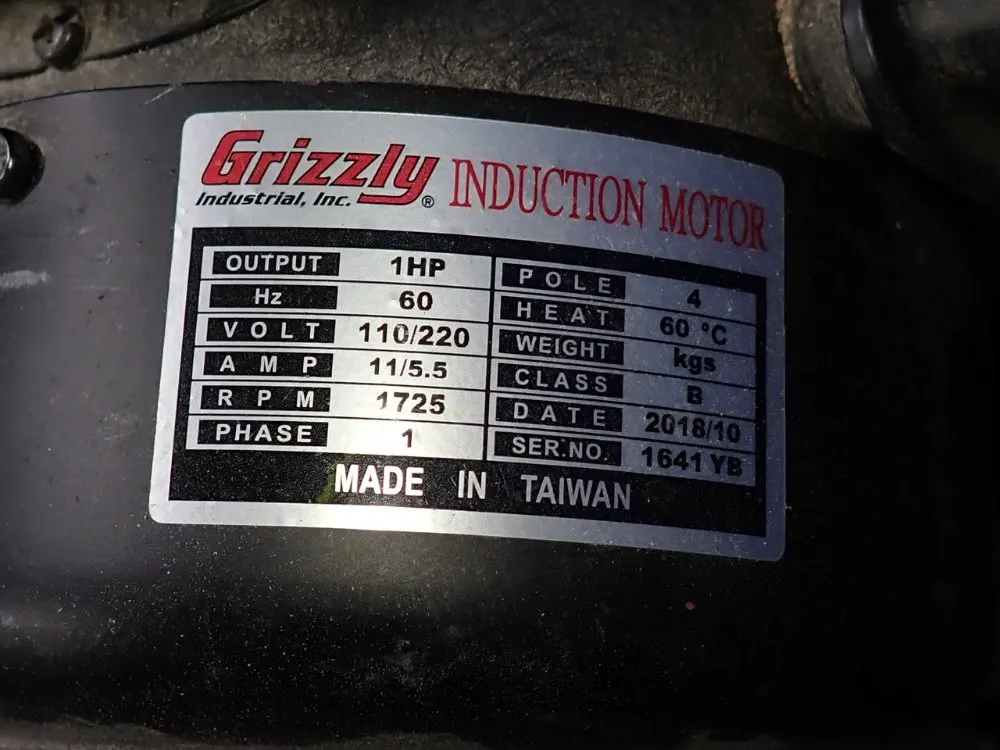 Grizzly ® INDUCTION MOTOR
Industrial, Inc.
OUTPUT 1HP
Hz 60
VOLT 110/220
AMP 11/5.5
RPM 1725
PHASE 1
POLE 4
HEAT 60 °C
WEIGHT kgs
CLASS B
DATE 2018/10
SER.NO. 1641 YB
MADE IN TAIWAN